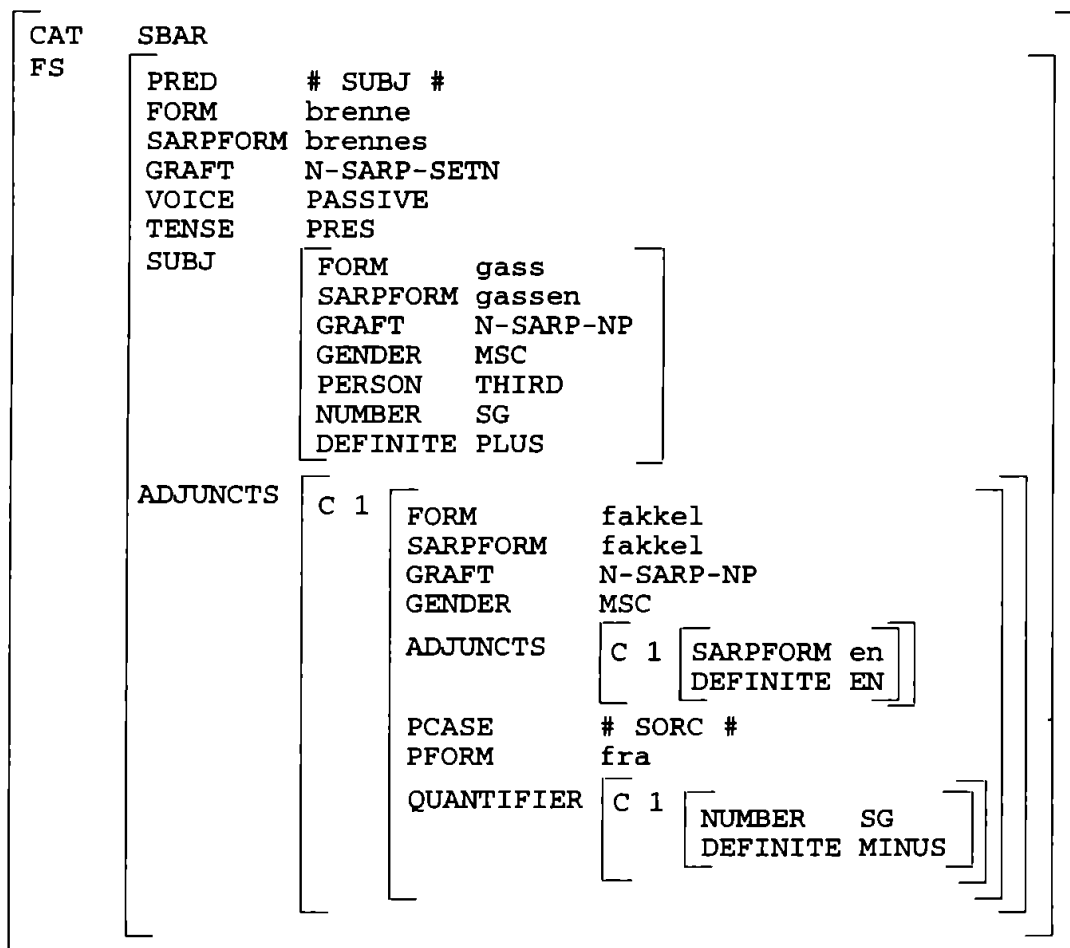 CAT SBAR
FS
PRED # SUBJ #
FORM brenne
SARPFORM brennes
GRAFT N-SARP-SETN
VOICE PASSIVE
TENSE PRES
SUBJ FORM gass
SARPFORM gassen
GRAFT N-SARP-NP
GENDER MSC
PERSON THIRD
NUMBER SG
DEFINITE PLUS
ADJUNCTS C 1 FORM fakkel
SARPFORM fakkel
GRAFT N-SARP-NP
GENDER MSC
ADJUNCTS C 1 SARPFORM en
DEFINITE EN
PCASE # SORC #
PFORM fra
QUANTIFIER C 1 NUMBER SG
DEFINITE MINUS